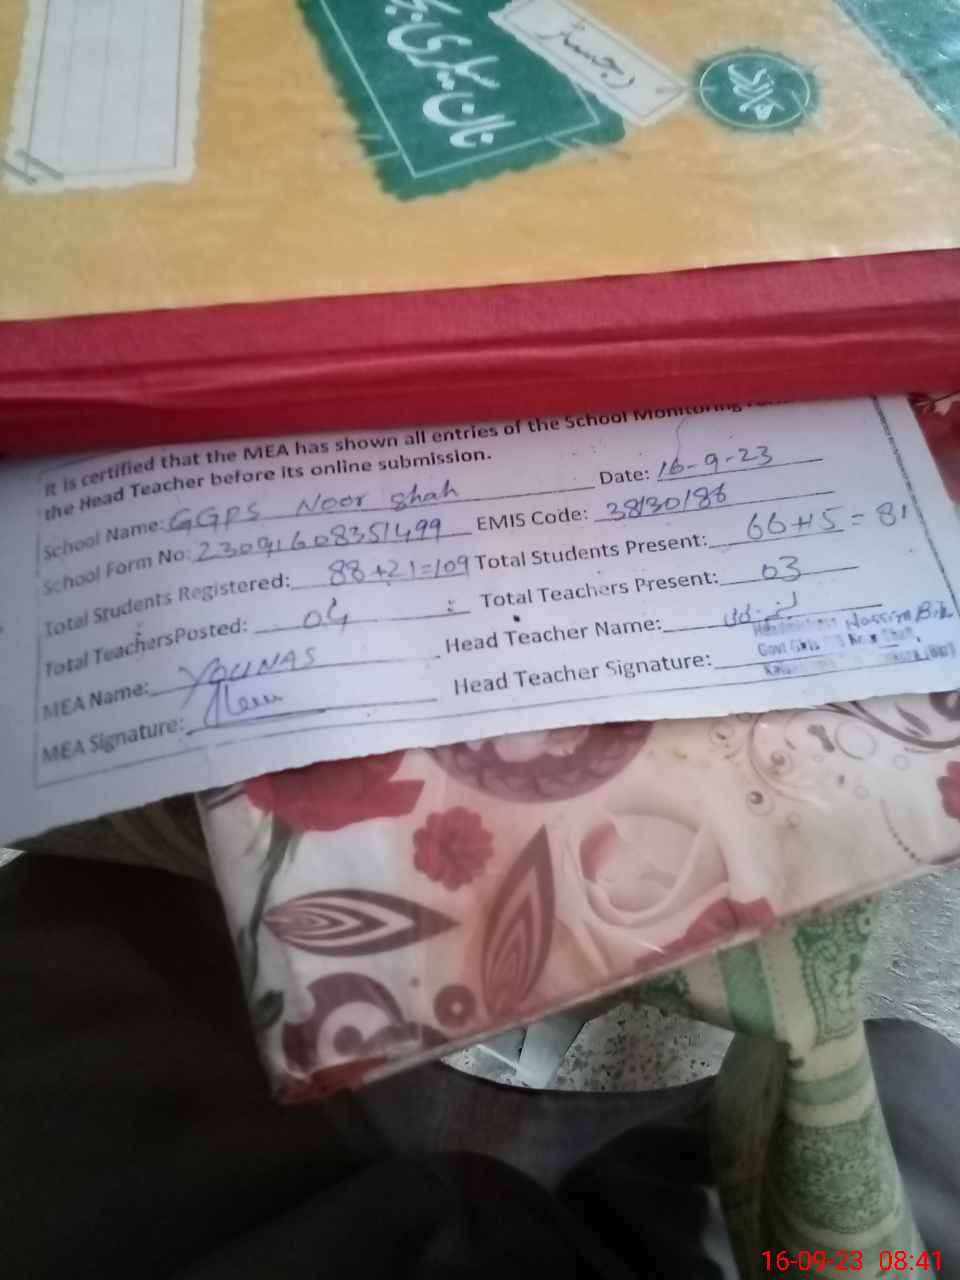 رجسٹر
It is certified that the MEA has shown all entries of the School Monitoring
the Head Teacher before its online submission.
School Name: GGPS Noor Shah Date: 16-9-23
School Form No: 23091608351499 EMIS Code: 38130186
Total Students Registered: 88+21=109 Total Students Present: 66+15=81
Total TeachersPosted: 04 Total Teachers Present: 03
MEA Name: YOUNAS Head Teacher Name:
MEA Signature: Head Teacher Signature:
16-09-23 08:41